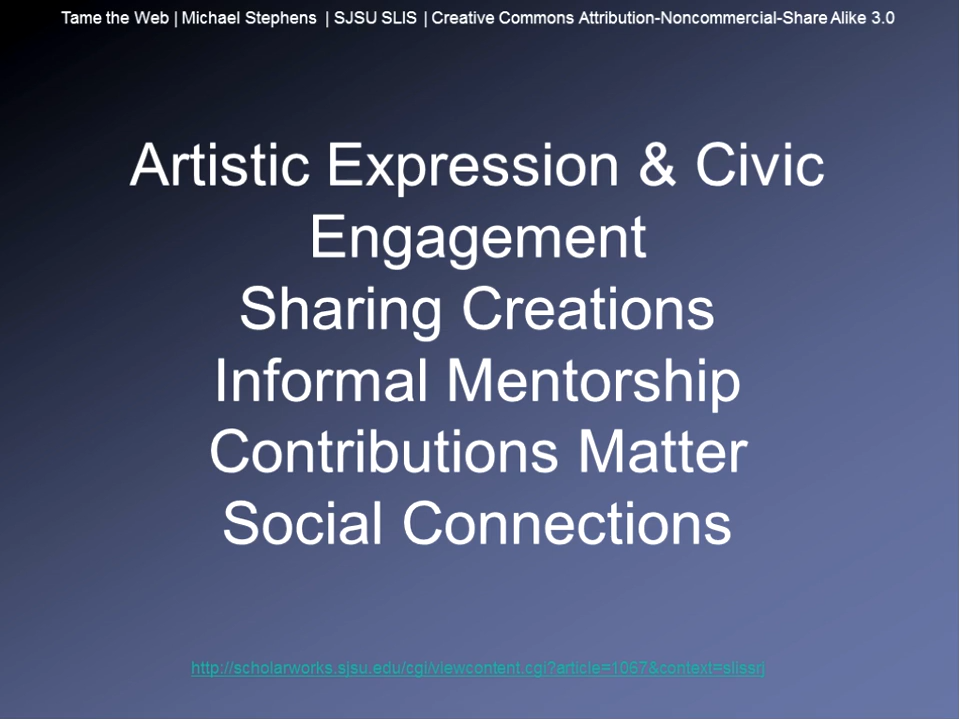 Tame the Web | Michael Stephens | SJSU SLIS | Creative Commons Attribution-Noncommercial-Share Alike 3.0
Artistic Expression & Civic
Engagement
Sharing Creations
Informal Mentorship
Contributions Matter
Social Connections
http://scholarworks.sjsu.edu/cgi/viewcontent.cgi?article=1067&context=slissrj